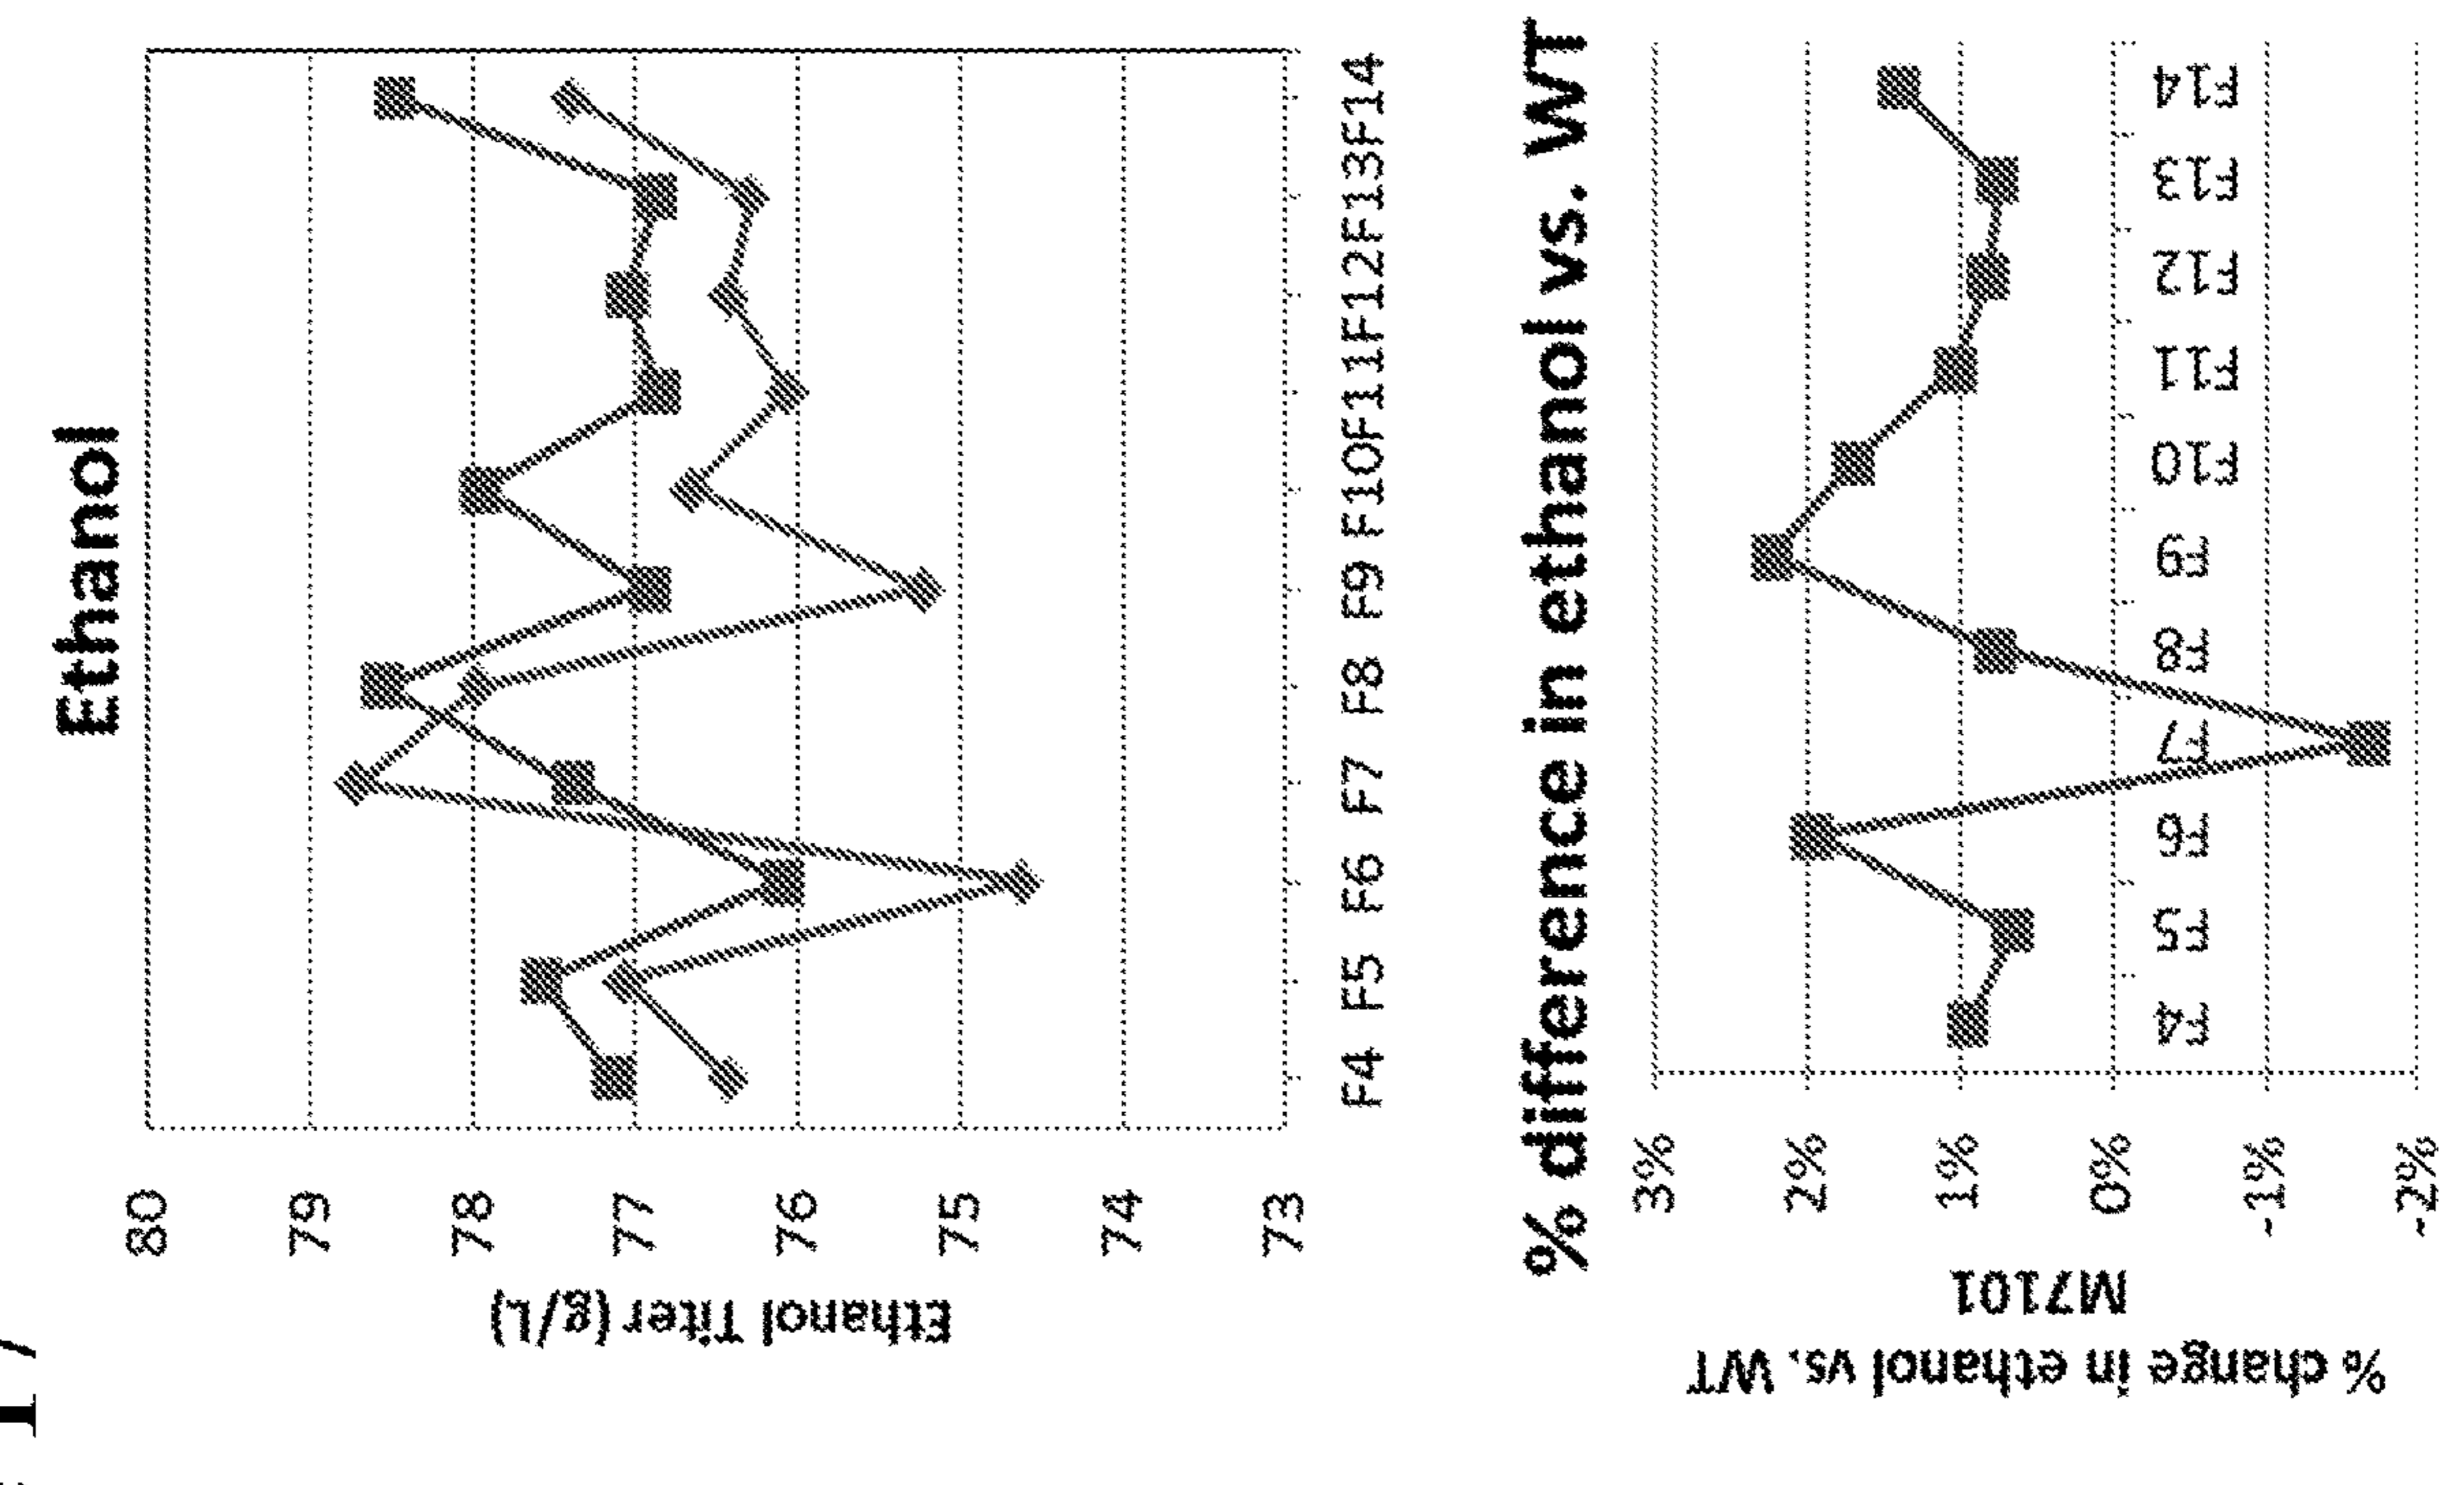 17
Ethanol
Ethanol Titer (g/L)
80
79
78
77
76
75
74
73
F4 F5 F6 F7 F8 F9 F10F11F12F13F14
% difference in ethanol vs. WT
% change in ethanol vs. WT
M7101
3%
2%
1%
0%
-1%
-2%
F4 F5 F6 F7 F8 F9 F10 F11 F12 F13 F14